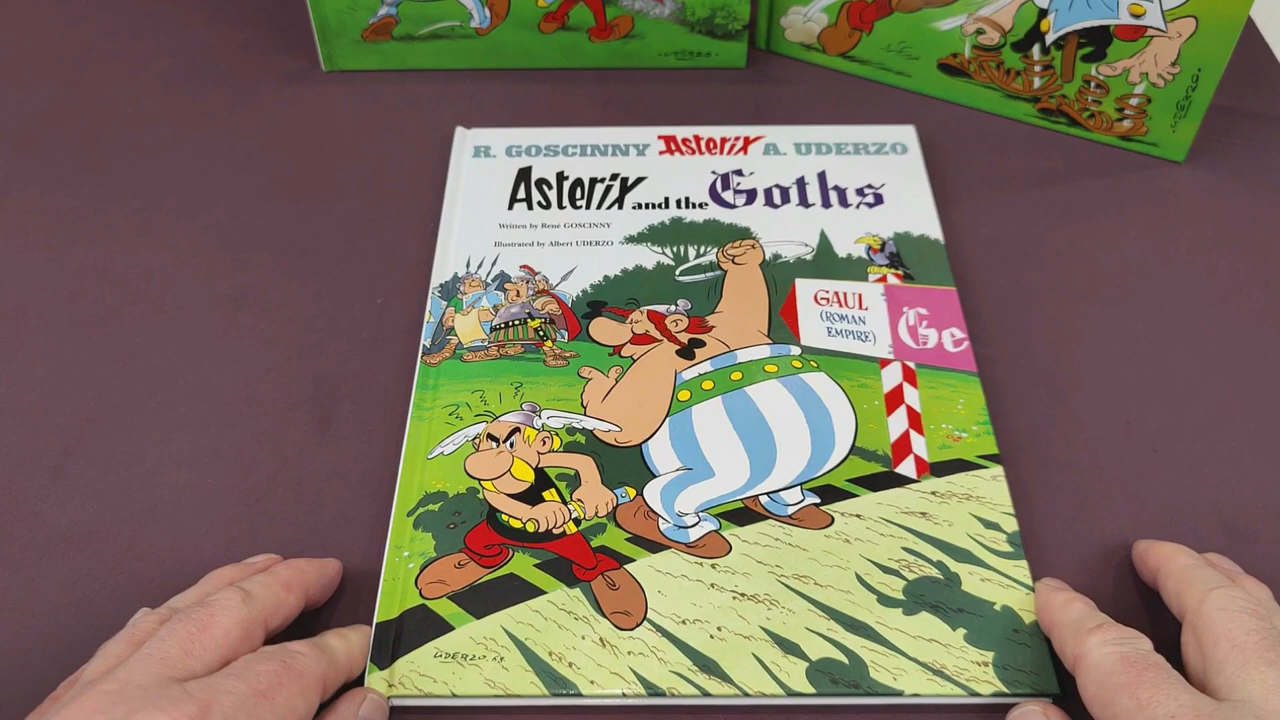 R. GOSCINNY Asterix A. UDERZO
Asterix and the Goths
Written by René GOSCINNY
Illustrated by Albert UDERZO
GAUL
(ROMAN
EMPIRE)
Ge
UDERZO.
UDERZO.